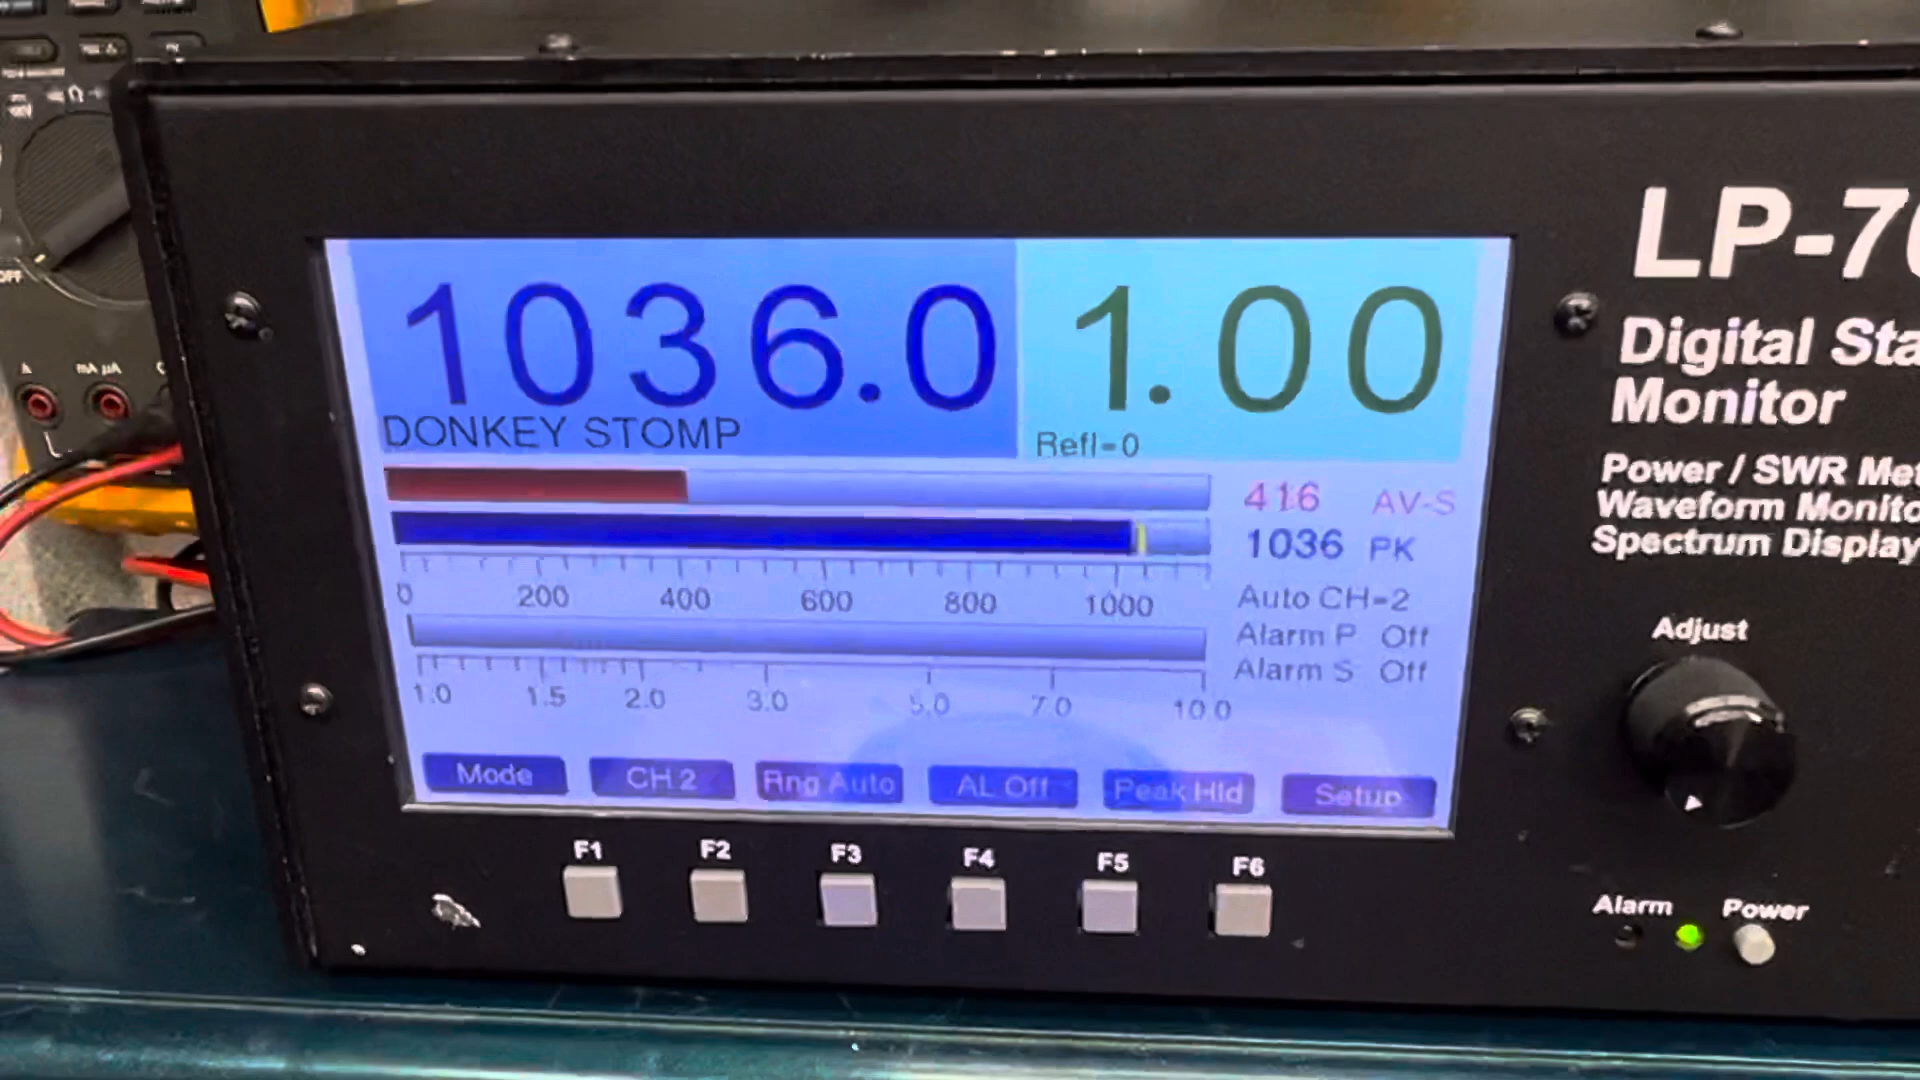 LP-70
Digital Sta
Monitor
Power / SWR Met
Waveform Monito
Spectrum Display
1036.0
1.00
DONKEY STOMP
Refl=0
416 AV-S
1036 PK
0 200 400 600 800 1000
Auto CH=2
Alarm P Off
Alarm S Off
1.0 1.5 2.0 3.0 5.0 7.0 10.0
Mode CH 2 Rng Auto AL Off Peak Hld Setup
F1 F2 F3 F4 F5 F6
Adjust
Alarm Power
OFF
A mA µA